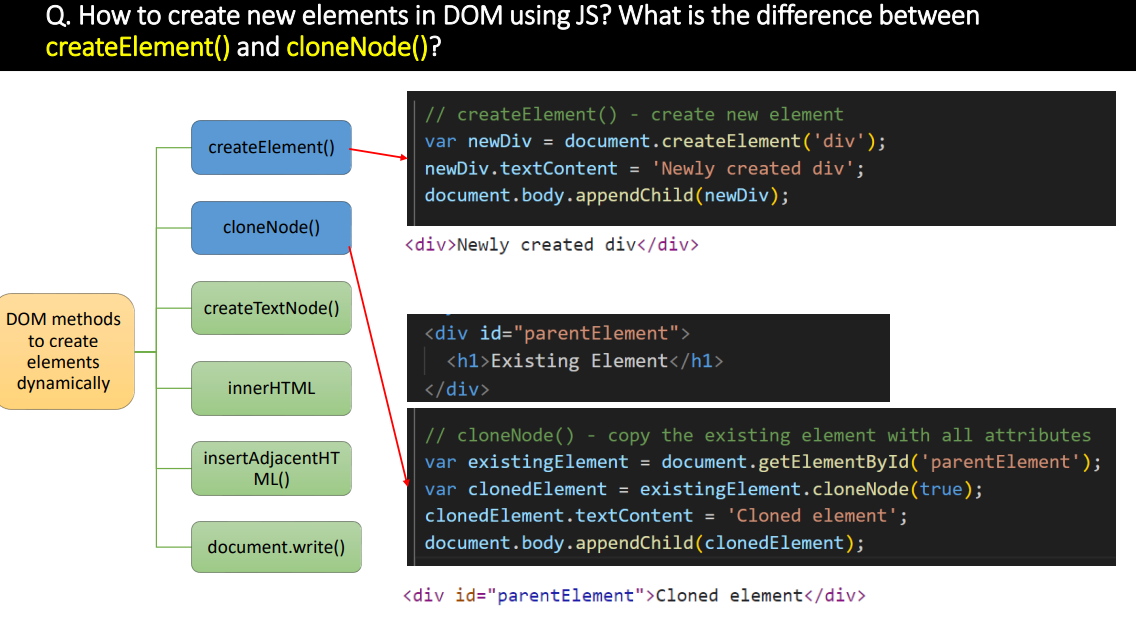 Q. How to create new elements in DOM using JS? What is the difference between
createElement() and cloneNode()?
DOM methods
to create
elements
dynamically
createElement()
cloneNode()
createTextNode()
innerHTML
insertAdjacentHT
ML()
document.write()
// createElement() - create new element
var newDiv = document.createElement('div');
newDiv.textContent = 'Newly created div';
document.body.appendChild(newDiv);
<div>Newly created div</div>
<div id="parentElement">
<h1>Existing Element</h1>
</div>
// cloneNode() - copy the existing element with all attributes
var existingElement = document.getElementById('parentElement');
var clonedElement = existingElement.cloneNode(true);
clonedElement.textContent = 'Cloned element';
document.body.appendChild(clonedElement);
<div id="parentElement">Cloned element</div>